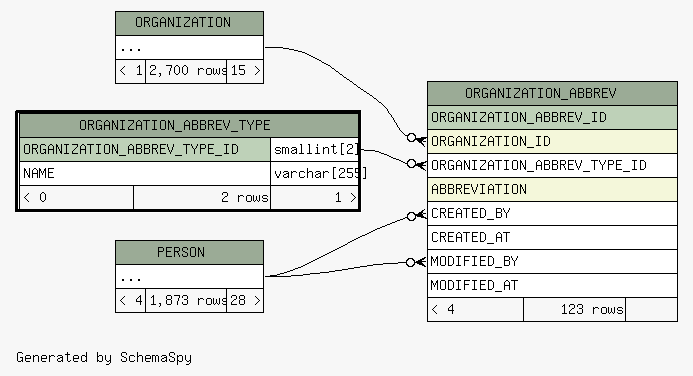 ORGANIZATION
...
< 1 2,700 rows 15 >
ORGANIZATION_ABBREV_TYPE
ORGANIZATION_ABBREV_TYPE_ID smallint[2]
NAME varchar[255]
< 0 2 rows 1 >
PERSON
...
< 4 1,873 rows 28 >
ORGANIZATION_ABBREV
ORGANIZATION_ABBREV_ID
ORGANIZATION_ID
ORGANIZATION_ABBREV_TYPE_ID
ABBREVIATION
CREATED_BY
CREATED_AT
MODIFIED_BY
MODIFIED_AT
< 4 123 rows
Generated by SchemaSpy